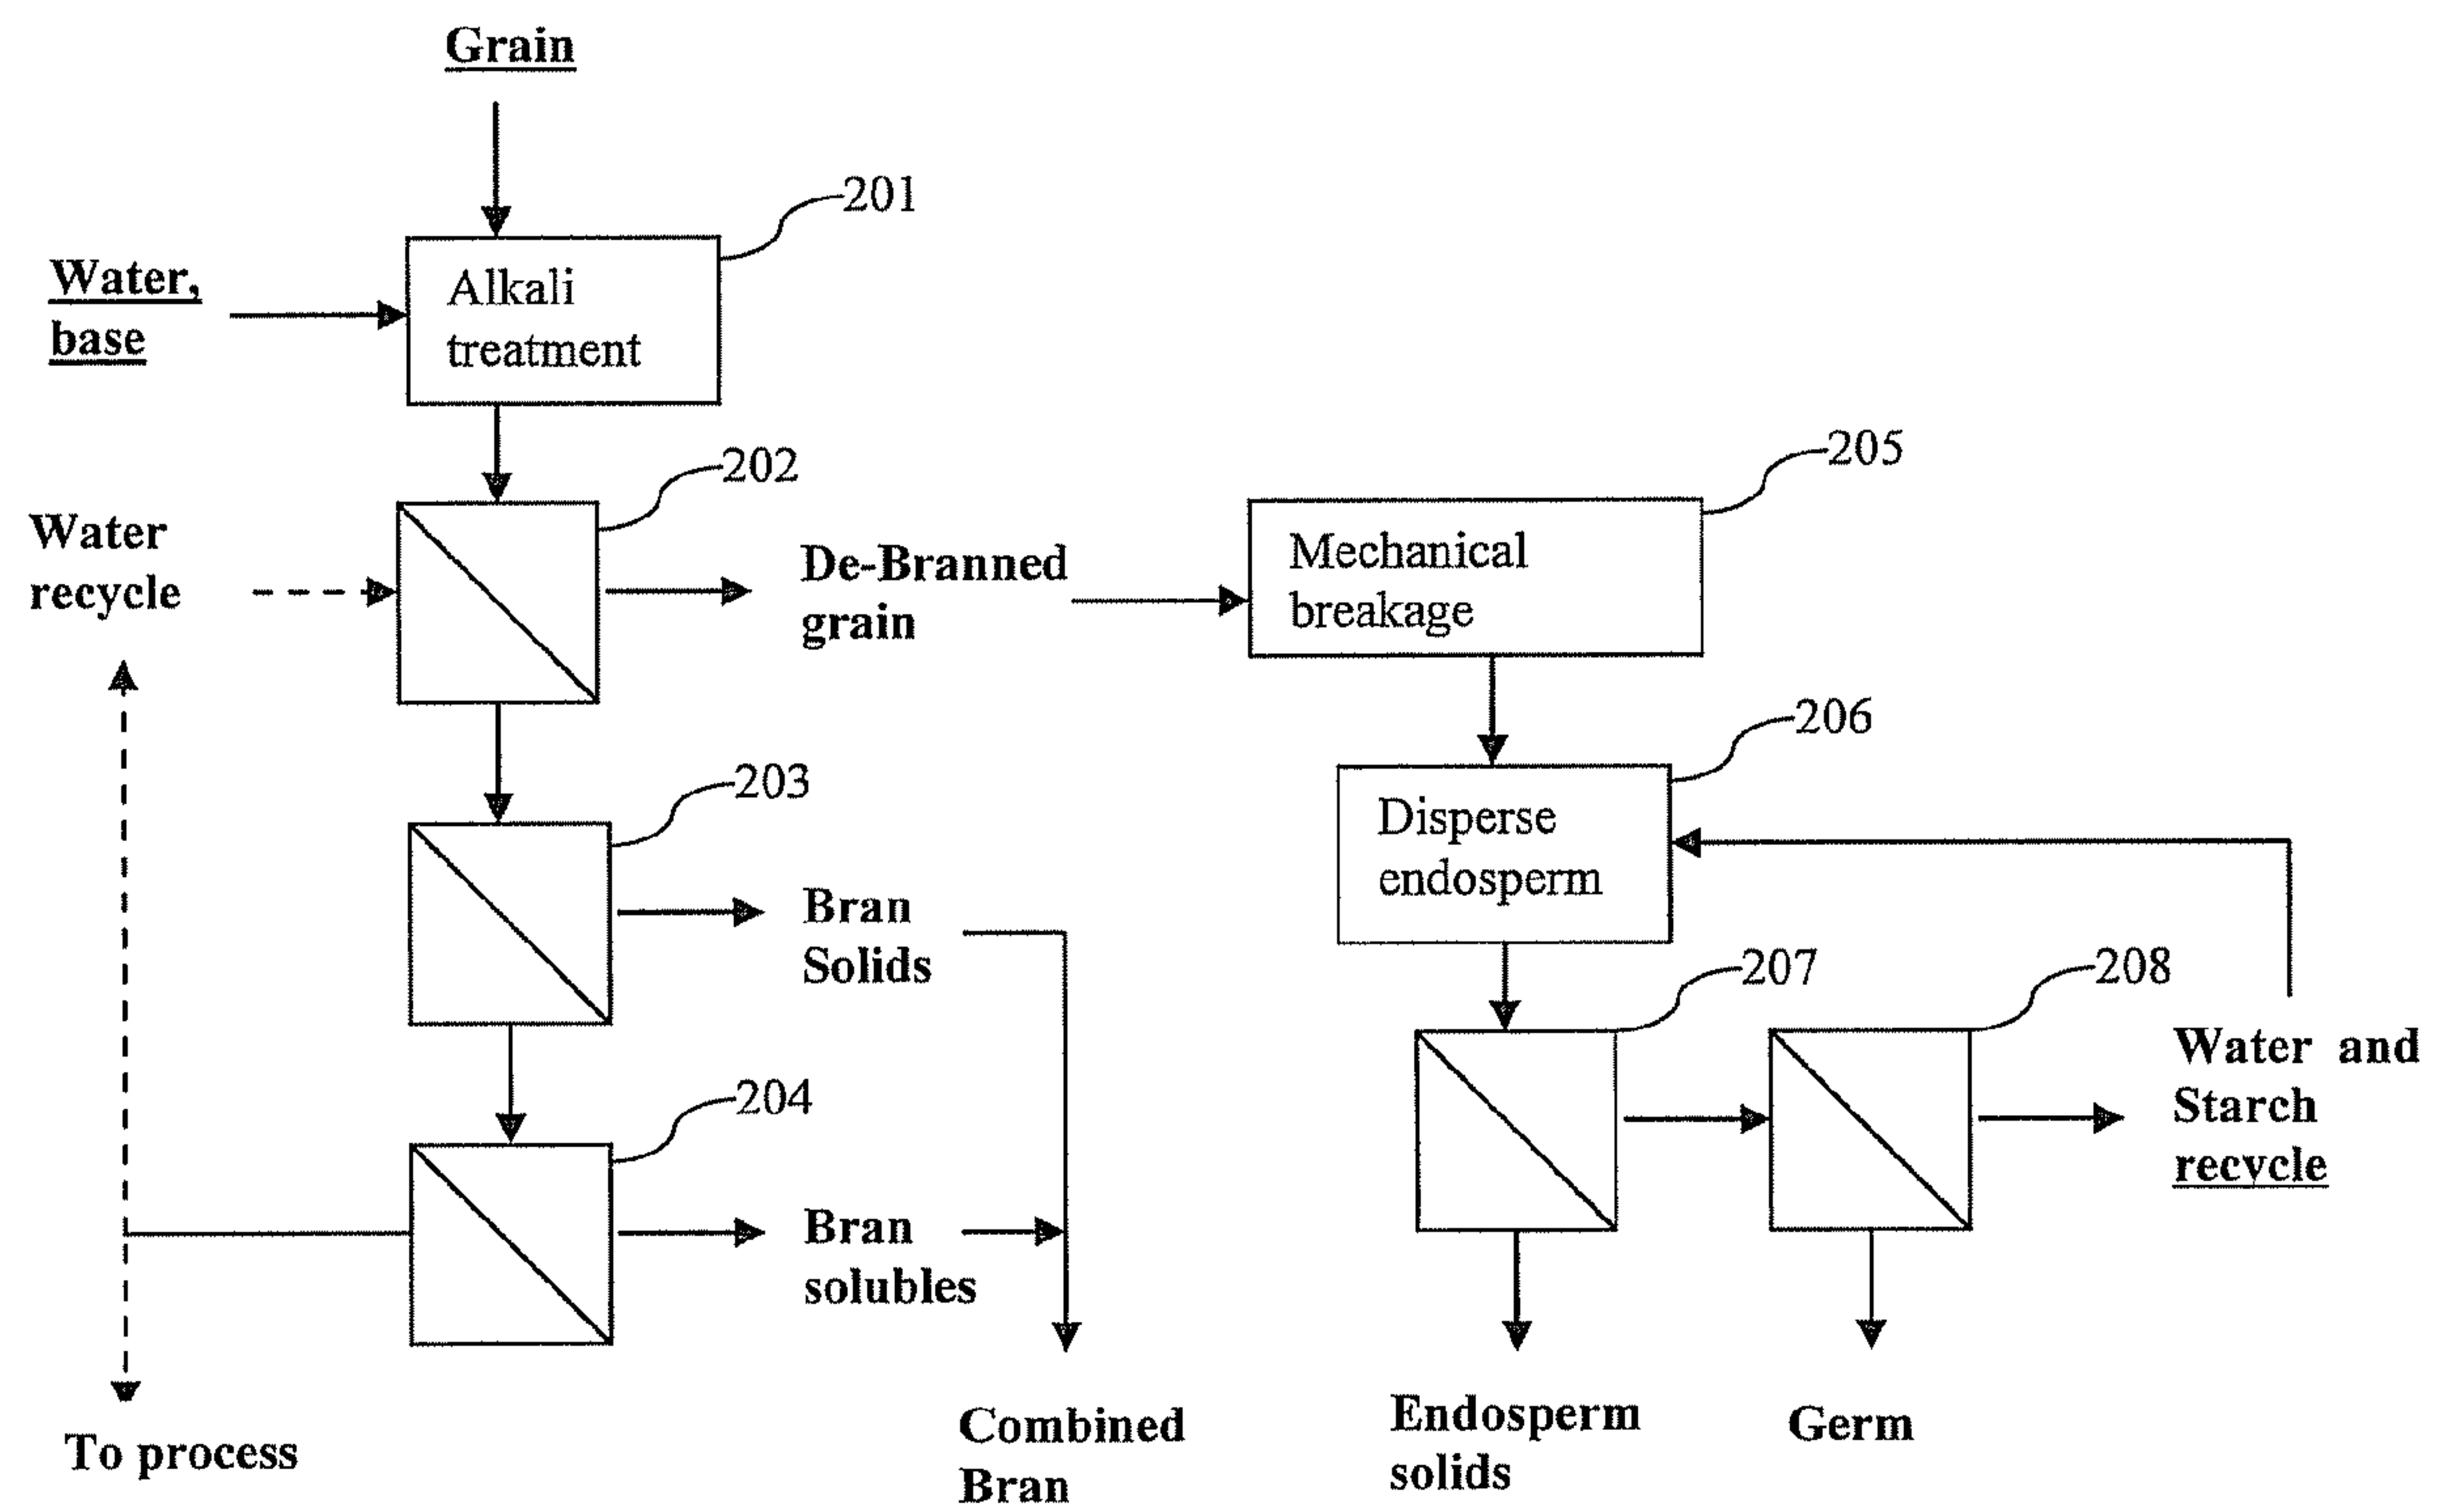 Grain
201
Water,
base
Alkali
treatment
202
205
Water
recycle
De-Branned
grain
Mechanical
breakage
206
203
Disperse
endosperm
Bran
Solids
207
208
204
Water and
Starch
recycle
Bran
solubles
To process
Combined
Bran
Endosperm
solids
Germ